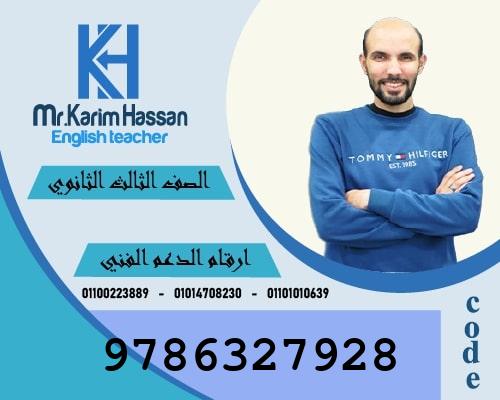 KH
Mr.Karim Hassan
English teacher
الصف الثالث الثانوي
ارقام الدعم الفني
01100223889 - 01014708230 - 01101010639
TOMMY HILFIGER
EST. 1985
9786327928
code